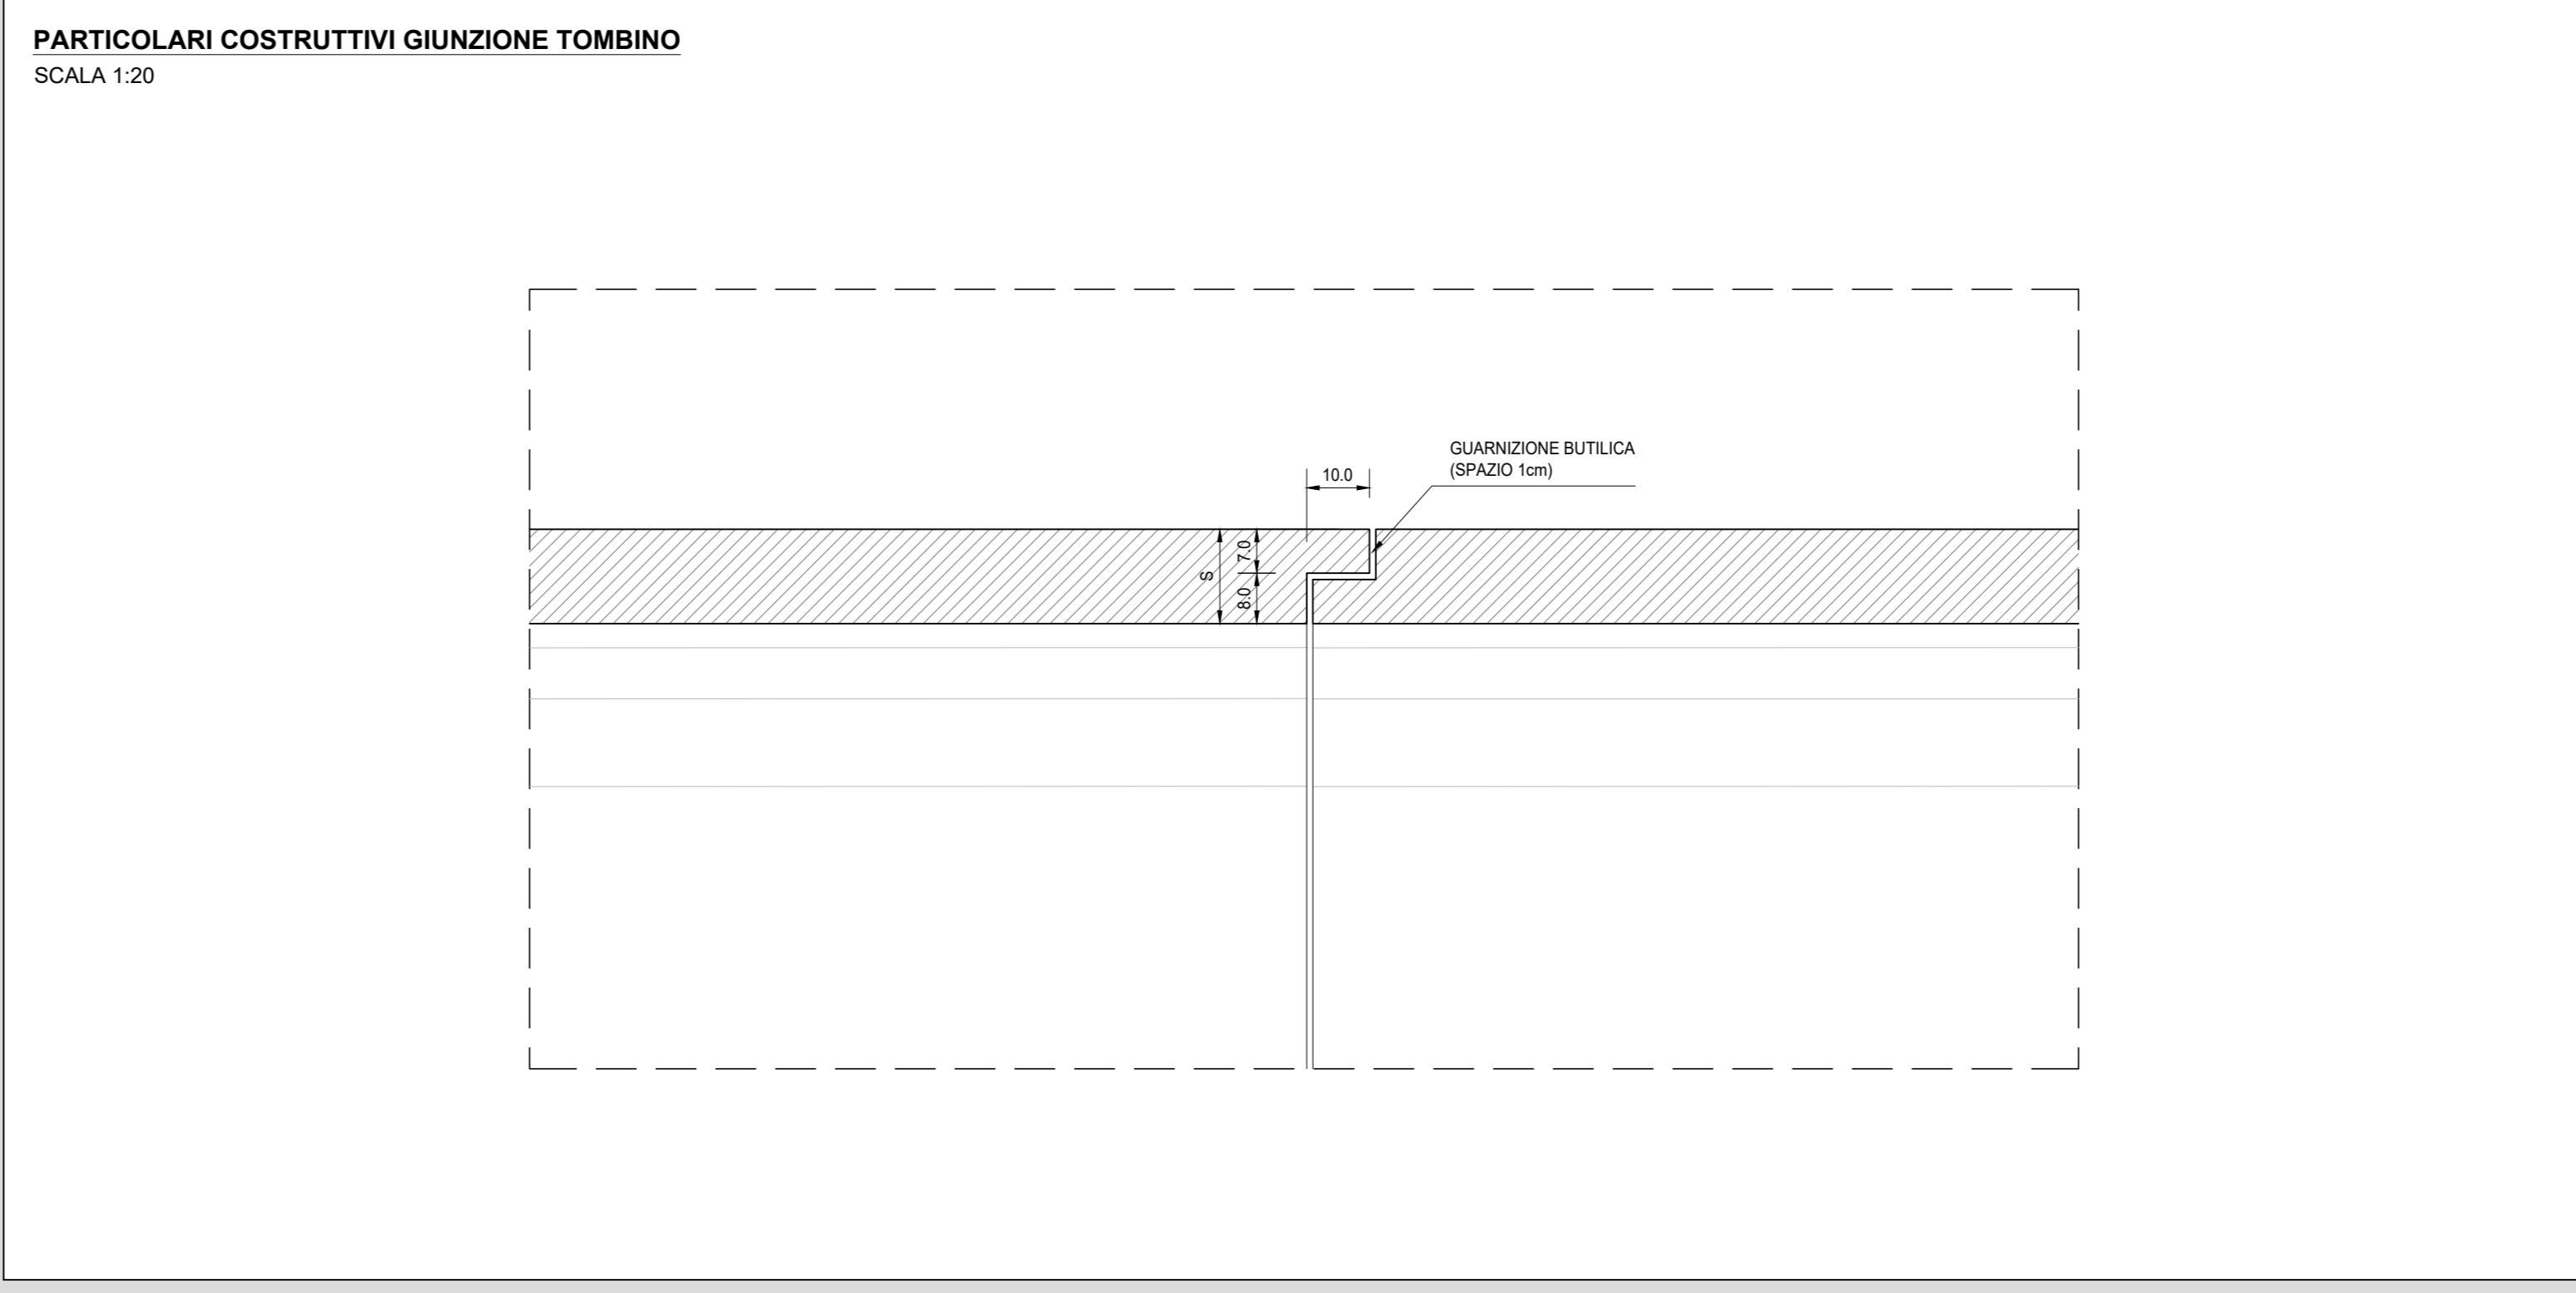 PARTICOLARI COSTRUTTIVI GIUNZIONE TOMBINO
SCALA 1:20
GUARNIZIONE BUTILICA
(SPAZIO 1cm)
10.0
7.0
S
8.0